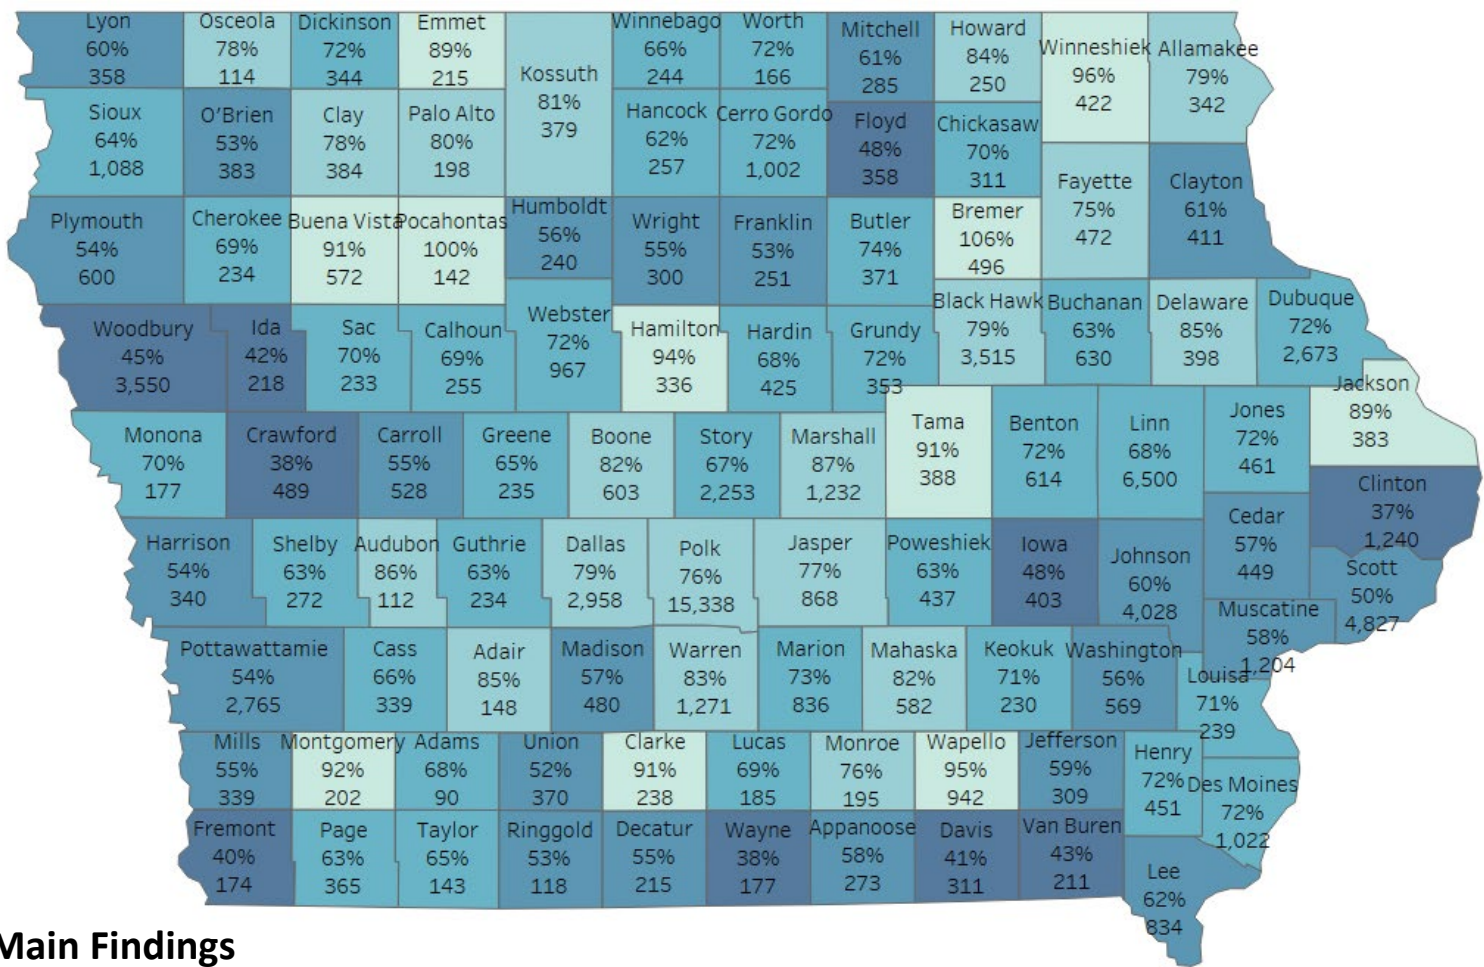 Lyon
60%
358
Osceola
78%
114
Dickinson
72%
344
Emmet
89%
215
Kossuth
81%
379
Winnebago
66%
244
Worth
72%
166
Mitchell
61%
285
Howard
84%
250
Winneshiek
96%
422
Allamakee
79%
342
Sioux
64%
1,088
O'Brien
53%
383
Clay
78%
384
Palo Alto
80%
198
Hancock
62%
257
Cerro Gordo
72%
1,002
Floyd
48%
358
Chickasaw
70%
311
Fayette
75%
472
Clayton
61%
411
Plymouth
54%
600
Cherokee
69%
234
Buena Vista
91%
572
Pocahontas
100%
142
Humboldt
56%
240
Wright
55%
300
Franklin
53%
251
Butler
74%
371
Bremer
106%
496
Woodbury
45%
3,550
Ida
42%
218
Sac
70%
233
Calhoun
69%
255
Webster
72%
967
Hamilton
94%
336
Hardin
68%
425
Grundy
72%
353
Black Hawk
79%
3,515
Buchanan
63%
630
Delaware
85%
398
Dubuque
72%
2,673
Jackson
89%
383
Monona
70%
177
Crawford
38%
489
Carroll
55%
528
Greene
65%
235
Boone
82%
603
Story
67%
2,253
Marshall
87%
1,232
Tama
91%
388
Benton
72%
614
Linn
68%
6,500
Jones
72%
461
Clinton
37%
1,240
Harrison
54%
340
Shelby
63%
272
Audubon
86%
112
Guthrie
63%
234
Dallas
79%
2,958
Polk
76%
15,338
Jasper
77%
868
Poweshiek
63%
437
Iowa
48%
403
Johnson
60%
4,028
Cedar
57%
449
Scott
50%
4,827
Muscatine
58%
1,204
Pottawattamie
54%
2,765
Cass
66%
339
Adair
85%
148
Madison
57%
480
Warren
83%
1,271
Marion
73%
836
Mahaska
82%
582
Keokuk
71%
230
Washington
56%
569
Louisa
71%
239
Mills
55%
339
Montgomery
92%
202
Adams
68%
90
Union
52%
370
Clarke
91%
238
Lucas
69%
185
Monroe
76%
195
Wapello
95%
942
Jefferson
59%
309
Henry
72%
451
Des Moines
72%
1,022
Fremont
40%
174
Page
63%
365
Taylor
65%
143
Ringgold
53%
118
Decatur
55%
215
Wayne
38%
177
Appanoose
58%
273
Davis
41%
311
Van Buren
43%
211
Lee
62%
834
Main Findings